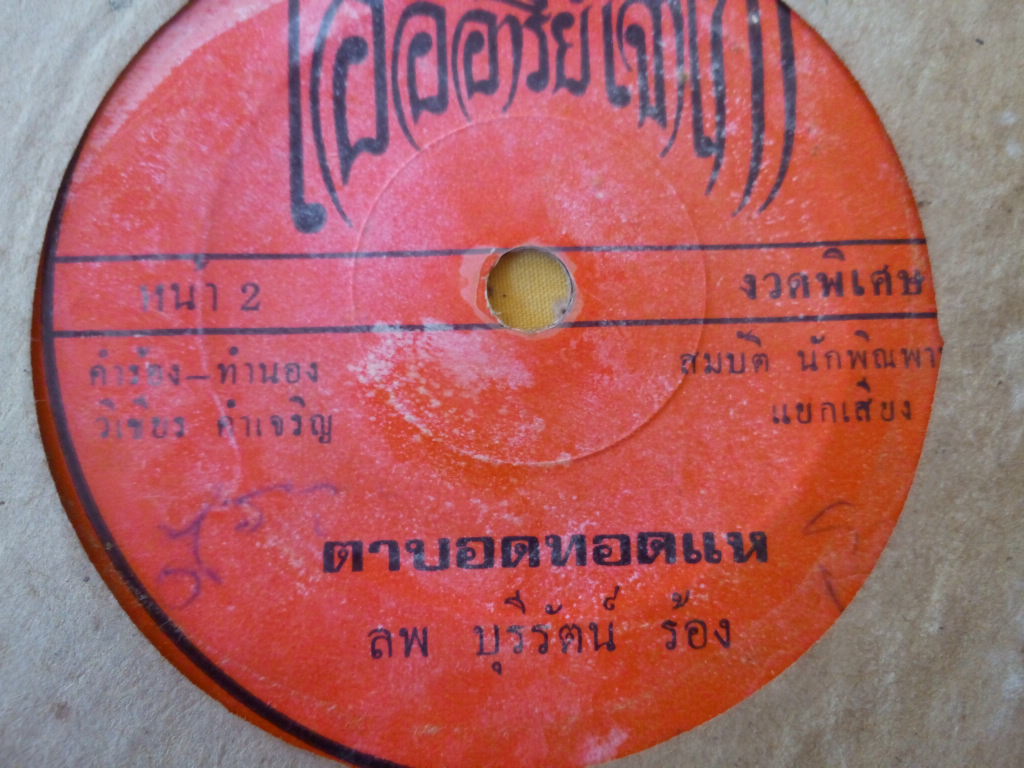 หน้า 2
งวดพิเศษ
คำร้อง-ทำนอง
สมบัติ นักพิณพา
วิเชียร คำเจริญ
แยกเสียง
ตาบอดทอดแห
ลพ บุรีรัตน์ ร้อง